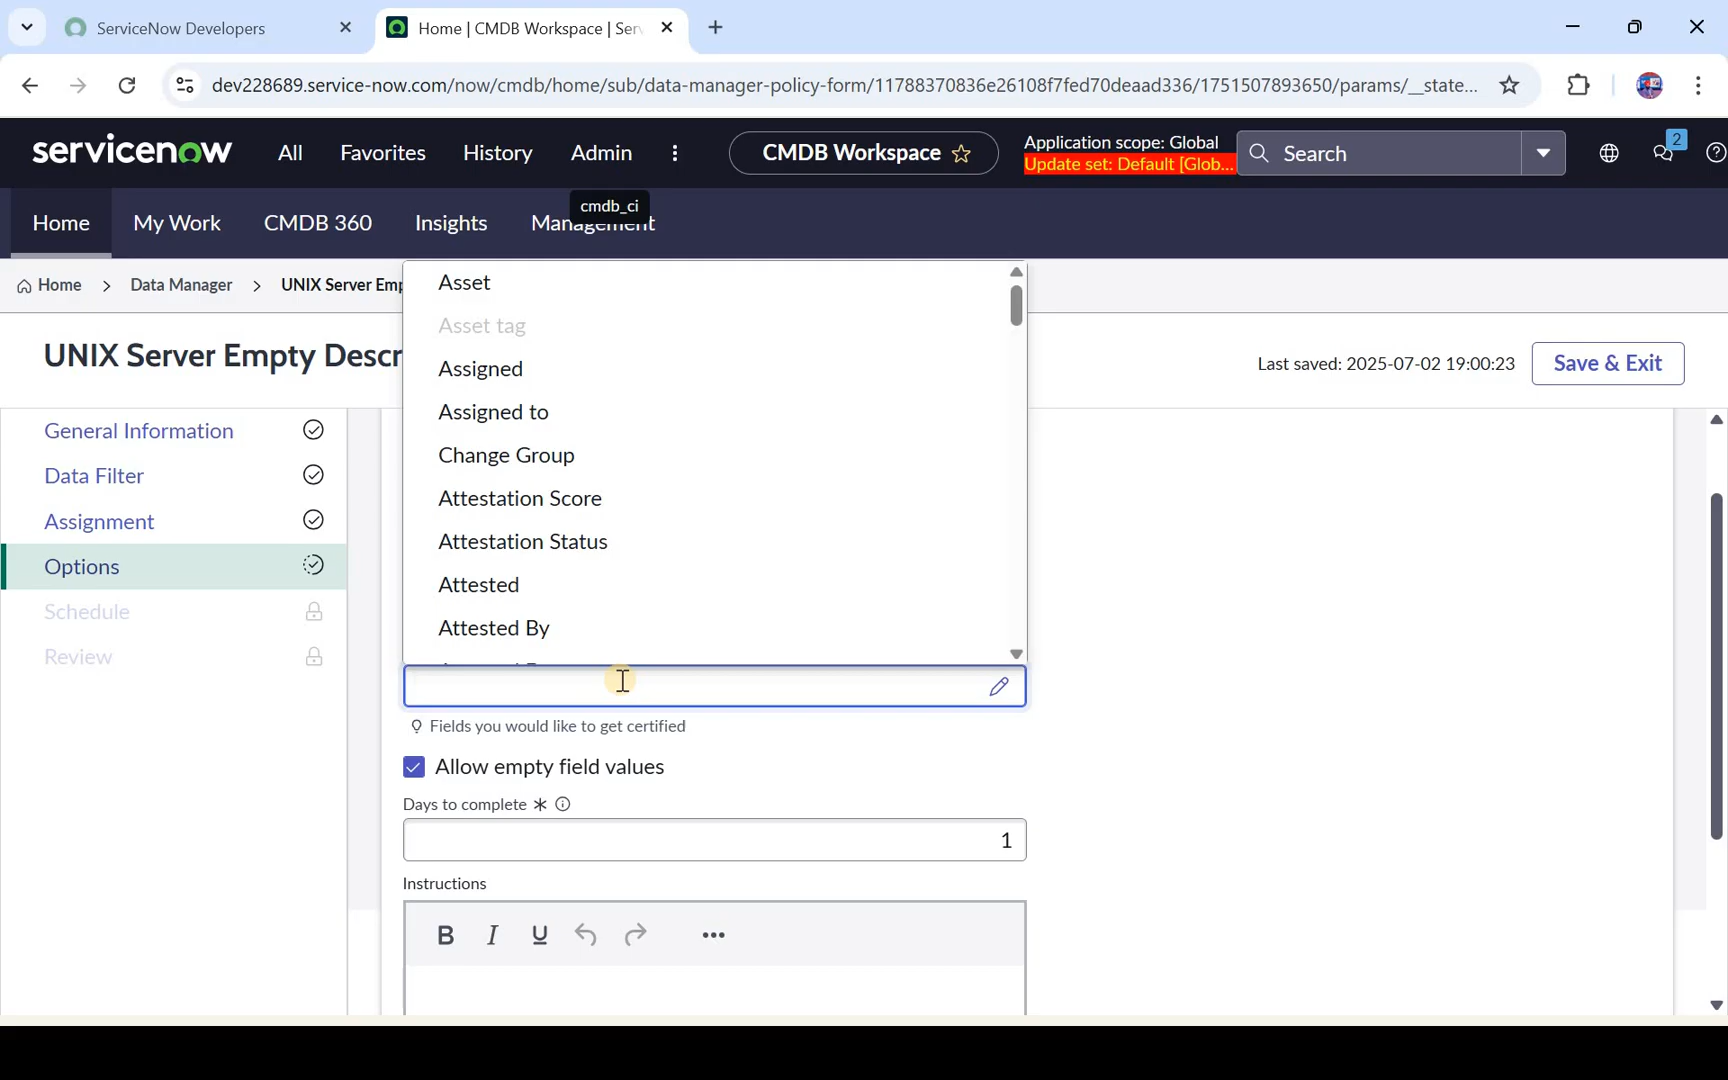 ServiceNow Developers
Home | CMDB Workspace | Ser
dev228689.service-now.com/now/cmdb/home/sub/data-manager-policy-form/11788370836e26108f7fed70deaad336/1751507893650/params/__state...
servicenow
All
Favorites
History
Admin
CMDB Workspace
Application scope: Global
Update set: Default [Glob...
Search
2
cmdb_ci
Home
My Work
CMDB 360
Insights
Management
Home > Data Manager > UNIX Server Emp
UNIX Server Empty Descr
Last saved: 2025-07-02 19:00:23
Save & Exit
General Information
Data Filter
Assignment
Options
Schedule
Review
Asset
Asset tag
Assigned
Assigned to
Change Group
Attestation Score
Attestation Status
Attested
Attested By
Fields you would like to get certified
Allow empty field values
Days to complete *
1
Instructions
B I U